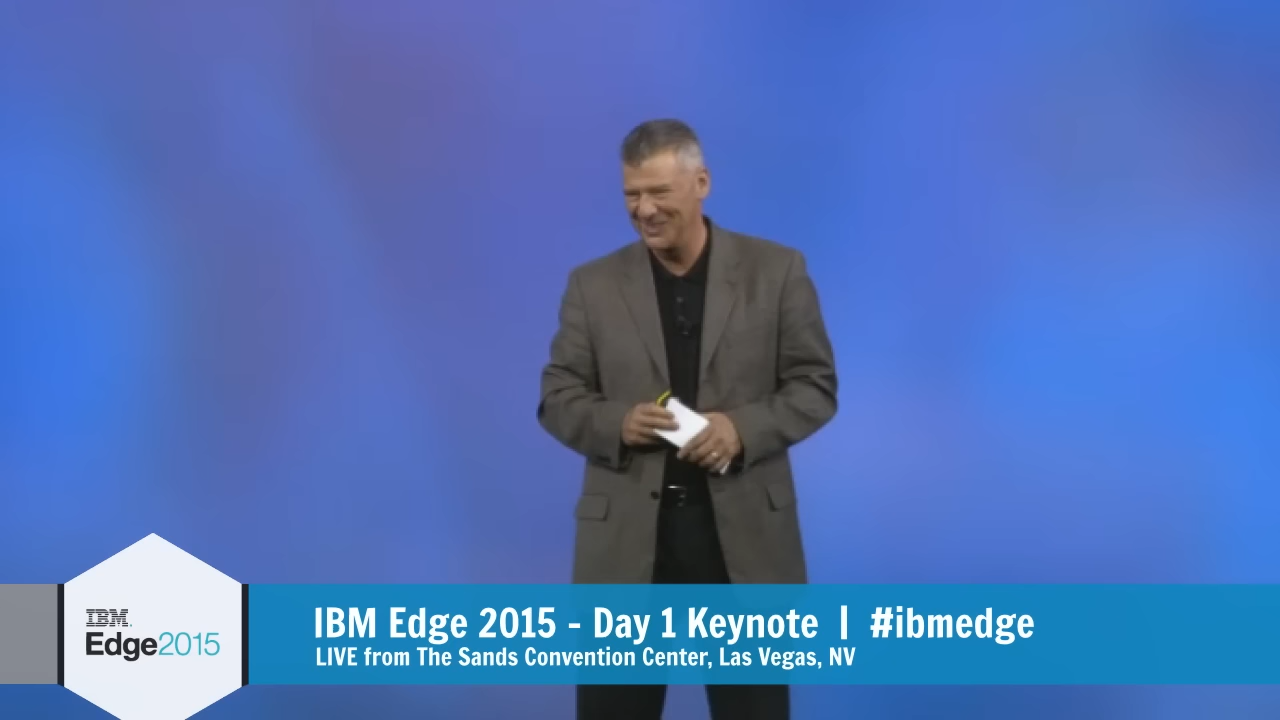 IBM Edge 2015 - Day 1 Keynote | #ibmedge
LIVE from The Sands Convention Center, Las Vegas, NV
IBM.
Edge2015